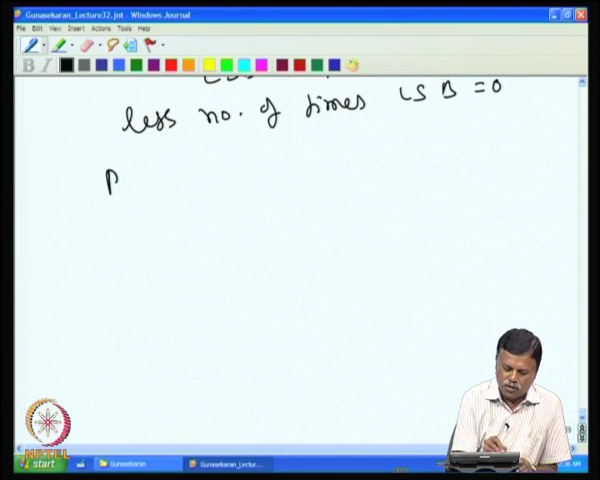 Gunasekaran_Lecture32.jnt - Windows Journal
File Edit View Insert Actions Tools Help
B I
less no. of times LSB = 0
P
NPTEL
start Gunasekaran Gunasekaran_Lectur...